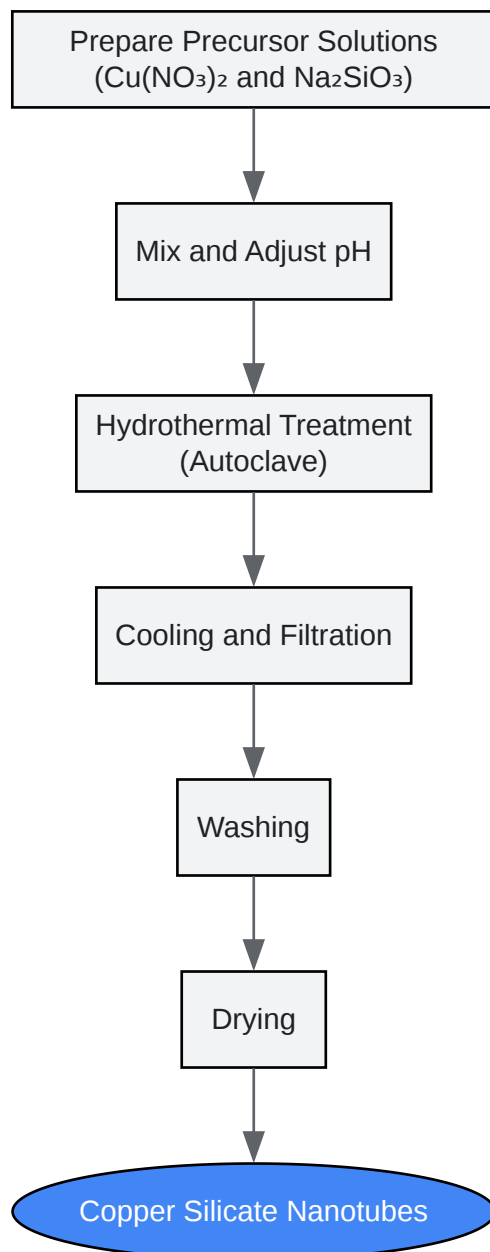 Prepare Precursor Solutions
(Cu(NO₃)₂ and Na₂SiO₃)
Mix and Adjust pH
Hydrothermal Treatment
(Autoclave)
Cooling and Filtration
Washing
Drying
Copper Silicate Nanotubes